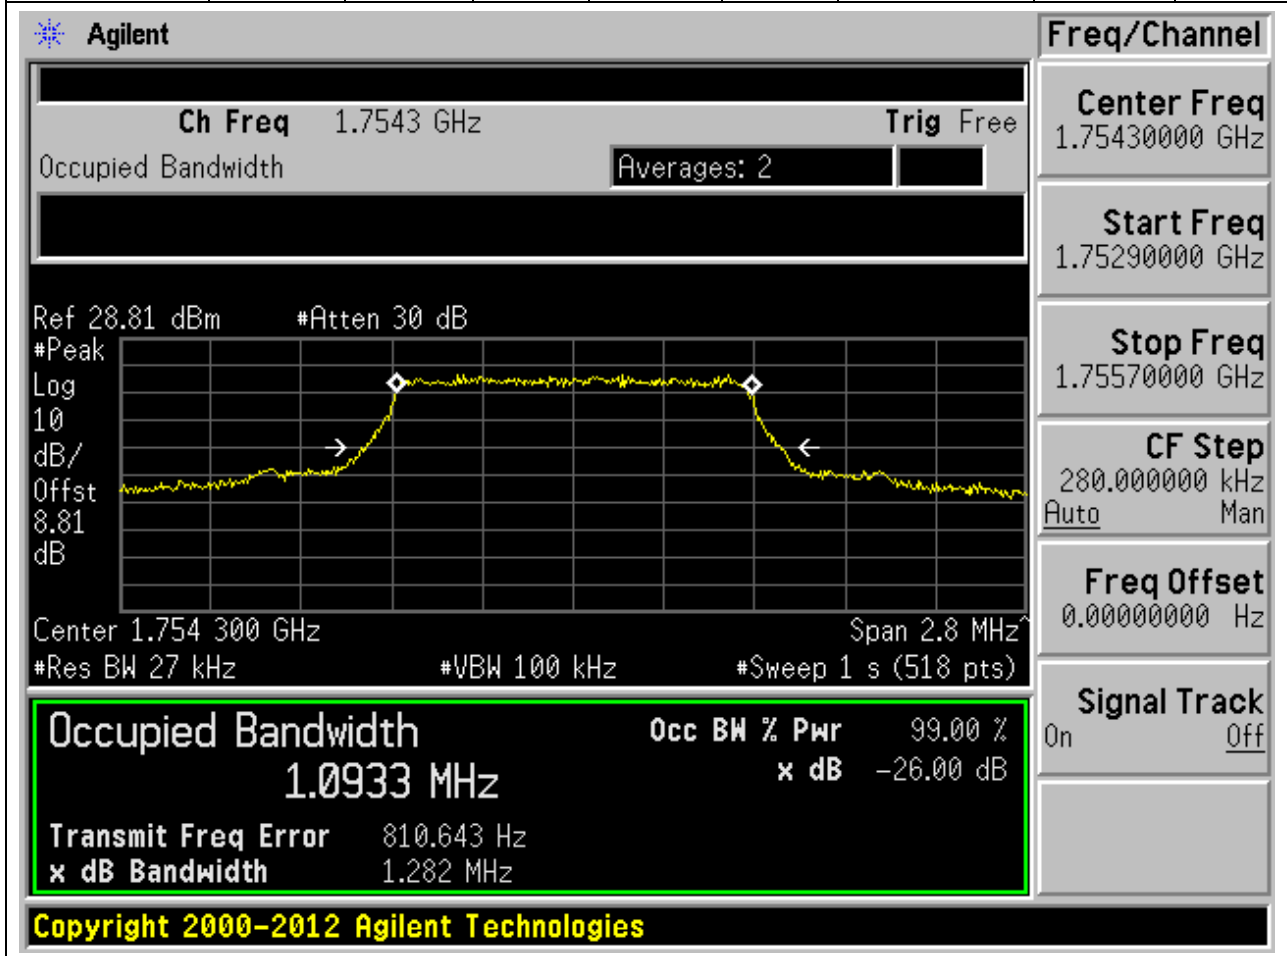 Agilent
Freq/Channel
Ch Freq 1.7543 GHz Trig Free
Occupied Bandwidth Averages: 2
Center Freq
1.75430000 GHz
Start Freq
1.75290000 GHz
Stop Freq
1.75570000 GHz
CF Step
280.000000 kHz
Auto Man
Freq Offset
0.00000000 Hz
Signal Track
On Off
Ref 28.81 dBm #Atten 30 dB
#Peak
Log
10
dB/
Offst
8.81
dB
Center 1.754 300 GHz Span 2.8 MHz^
#Res BW 27 kHz #VBW 100 kHz #Sweep 1 s (518 pts)
Occupied Bandwidth Occ BW % Pwr 99.00 %
1.0933 MHz x dB -26.00 dB
Transmit Freq Error 810.643 Hz
x dB Bandwidth 1.282 MHz
Copyright 2000-2012 Agilent Technologies